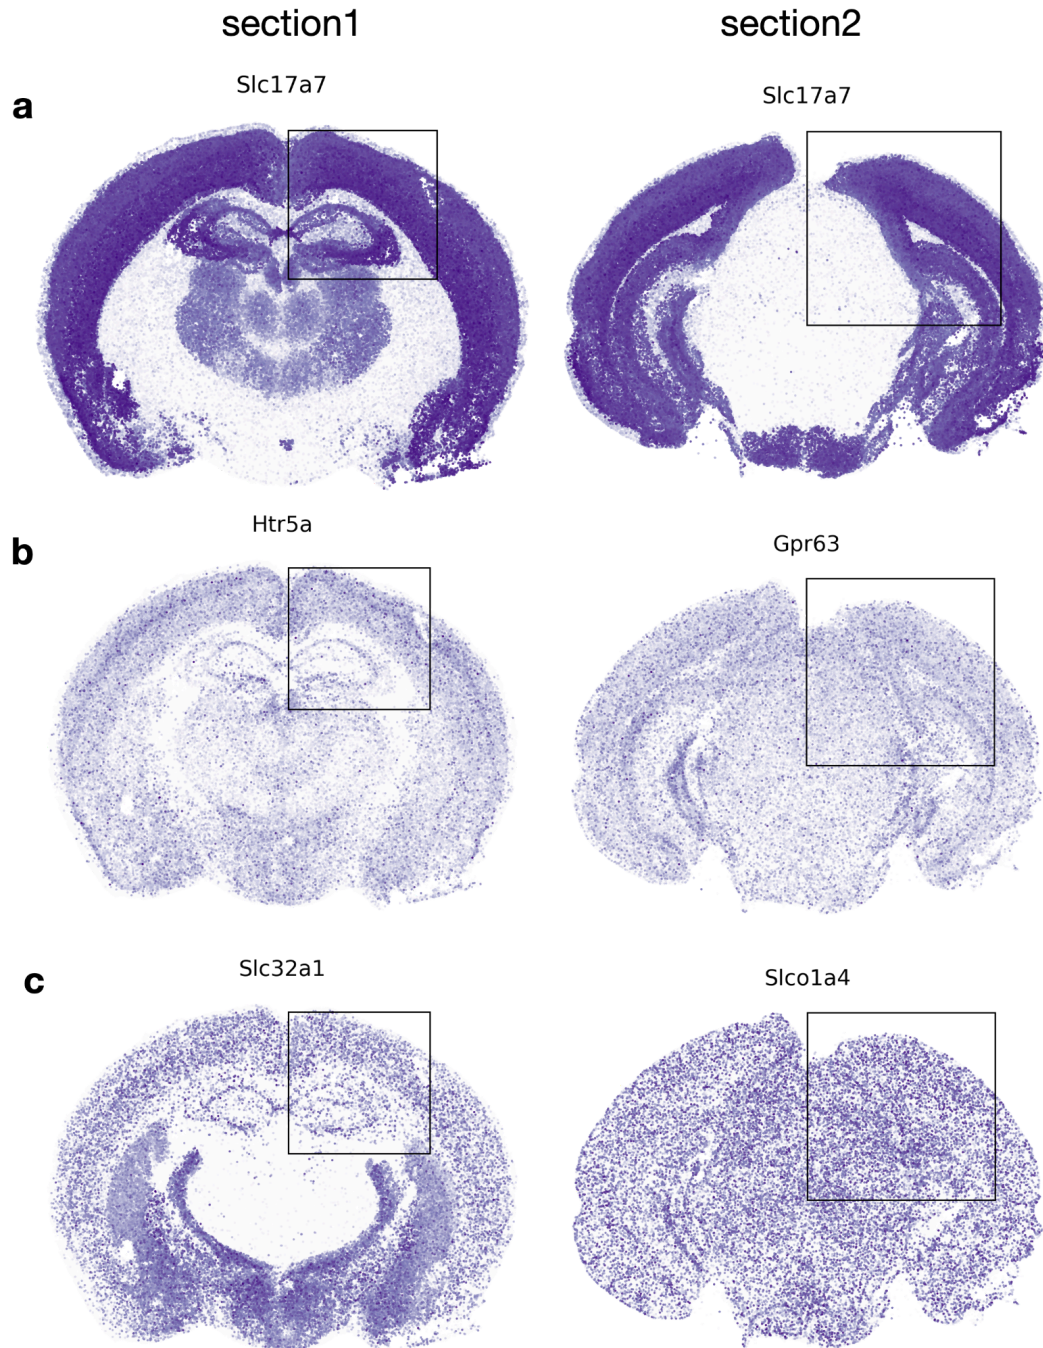 section1 section2
a
Slc17a7 Slc17a7
b
Htr5a Gpr63
c
Slc32a1 Slco1a4